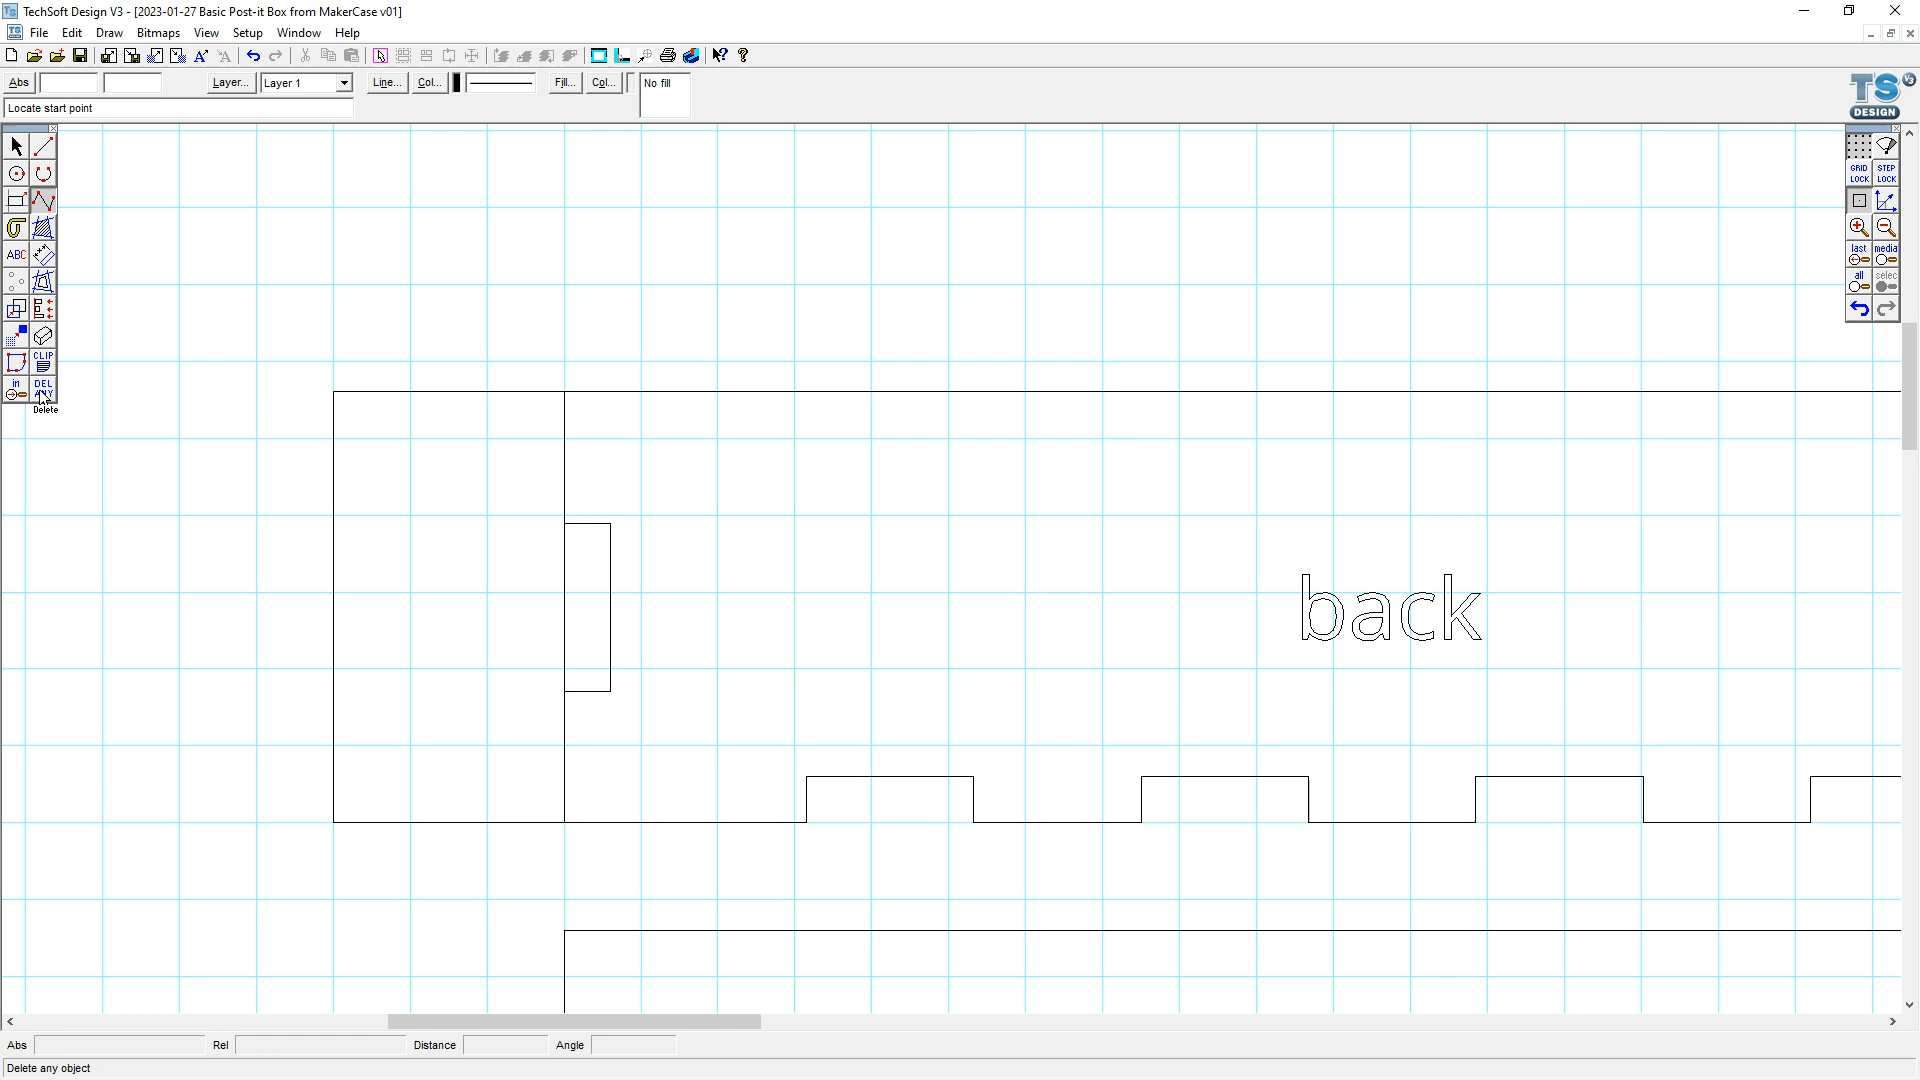 TechSoft Design V3 - [2023-01-27 Basic Post-it Box from MakerCase v01]
File Edit Draw Bitmaps View Setup Window Help
Abs Layer... Layer 1 Line... Col... Fill... Col... No fill
Locate start point
TS V3
DESIGN
GRID LOCK STEP LOCK
ABC
last media
all selec
CLIP
in DEL ANY
Delete
back
Abs Rel Distance Angle
Delete any object